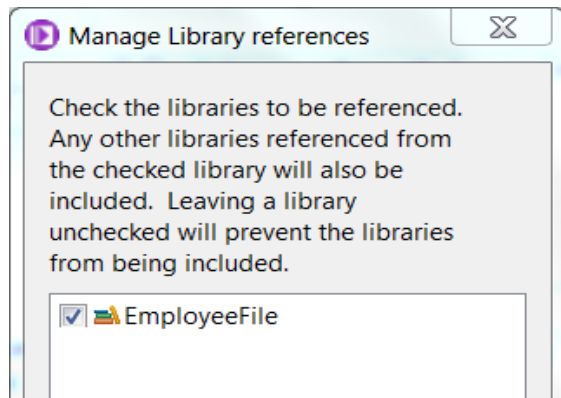 Manage Library references
Check the libraries to be referenced.
Any other libraries referenced from
the checked library will also be
included.  Leaving a library
unchecked will prevent the libraries
from being included.
EmployeeFile